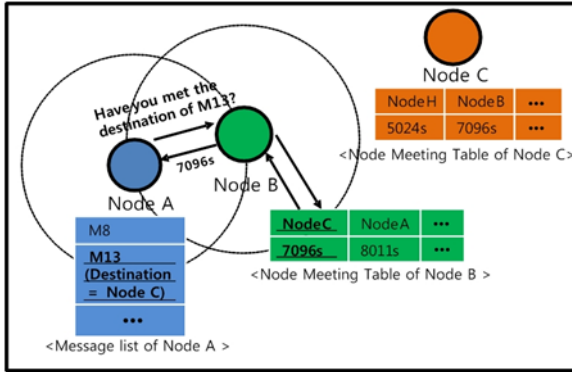 Node C
NodeH NodeB •••
5024s 7096s •••
<Node Meeting Table of Node C>
Have you met the
destination of M13?
7096s
Node A
Node B
M8
M13
(Destination
= Node C)
•••
<Message list of Node A >
NodeC NodeA •••
7096s 8011s •••
<Node Meeting Table of Node B >